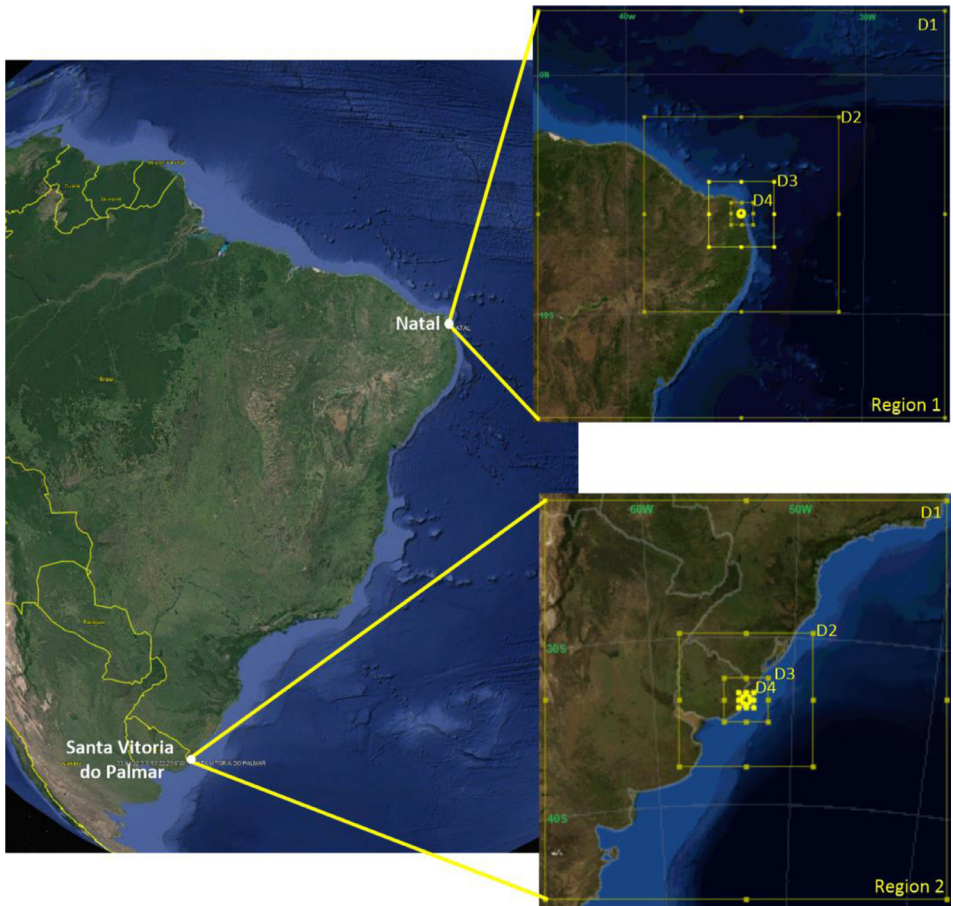 40W
30W
D1
0N
D2
D3
D4
10S
Region 1
Natal
Santa Vitoria
do Palmar
60W
50W
D1
D2
30S
D3
D4
40S
Region 2